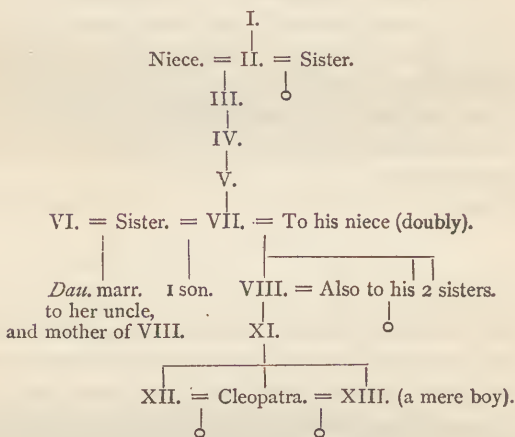 I.
Niece. = II. = Sister.
III.
IV.
V.
VI. = Sister. = VII. = To his niece (doubly).
Dau. marr. 1 son. VIII. = Also to his 2 sisters.
to her uncle,
and mother of VIII. XI.
XII. = Cleopatra. = XIII. (a mere boy).